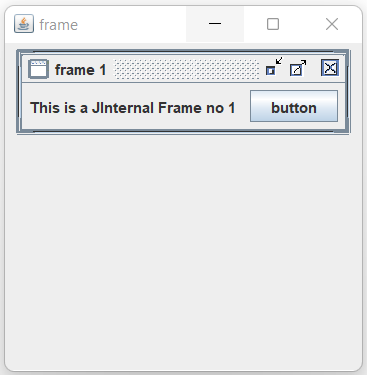 frame
frame 1
This is a JInternal Frame no 1
button